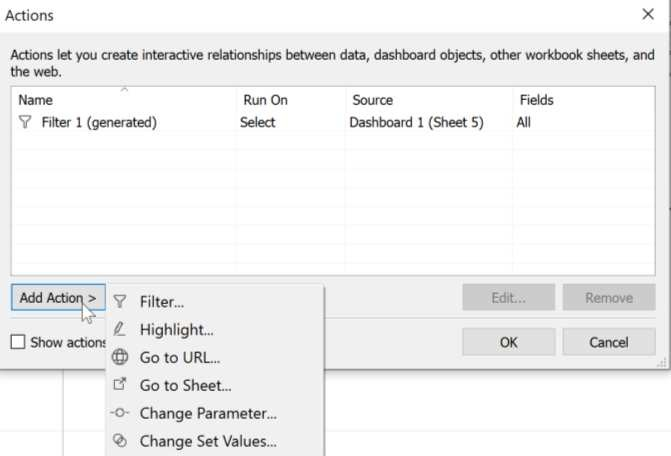 Actions
Actions let you create interactive relationships between data, dashboard objects, other workbook sheets, and
the web.
Name Run On Source Fields
Filter 1 (generated) Select Dashboard 1 (Sheet 5) All
Add Action > Edit... Remove
Filter...
Highlight...
Show actions OK Cancel
Go to URL...
Go to Sheet...
Change Parameter...
Change Set Values...